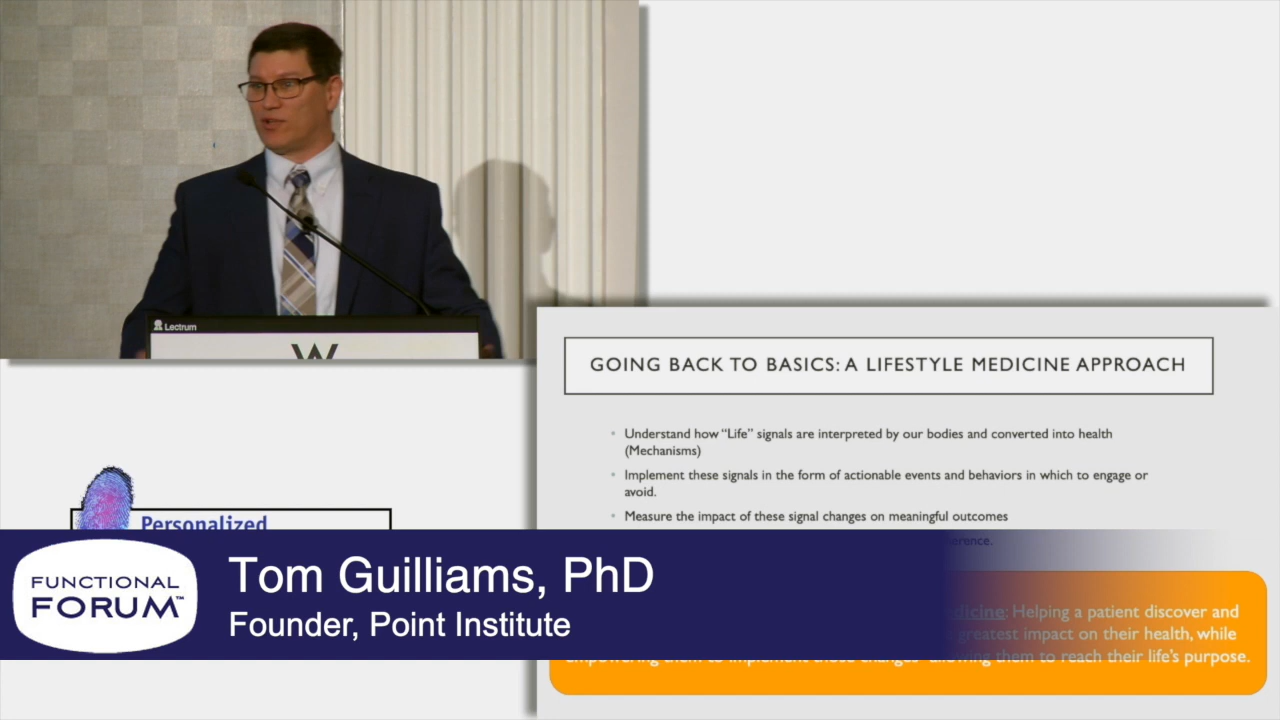 Lectrum
W
GOING BACK TO BASICS: A LIFESTYLE MEDICINE APPROACH
• Understand how “Life” signals are interpreted by our bodies and converted into health
(Mechanisms)
• Implement these signals in the form of actionable events and behaviors in which to engage or
avoid.
• Measure the impact of these signal changes on meaningful outcomes
Personalized
FUNCTIONAL
FORUM™
Tom Guilliams, PhD
Founder, Point Institute
: Helping a patient discover and
greatest impact on their health, while
empowering them to implement those changes allowing them to reach their life’s purpose.